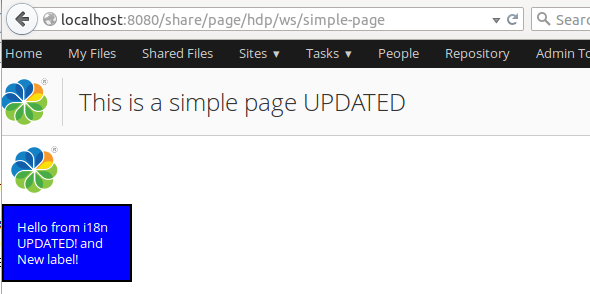 localhost:8080/share/page/hdp/ws/simple-page
Search
Home My Files Shared Files Sites ▾ Tasks ▾ People Repository Admin To
This is a simple page UPDATED
Hello from i18n
UPDATED! and
New label!